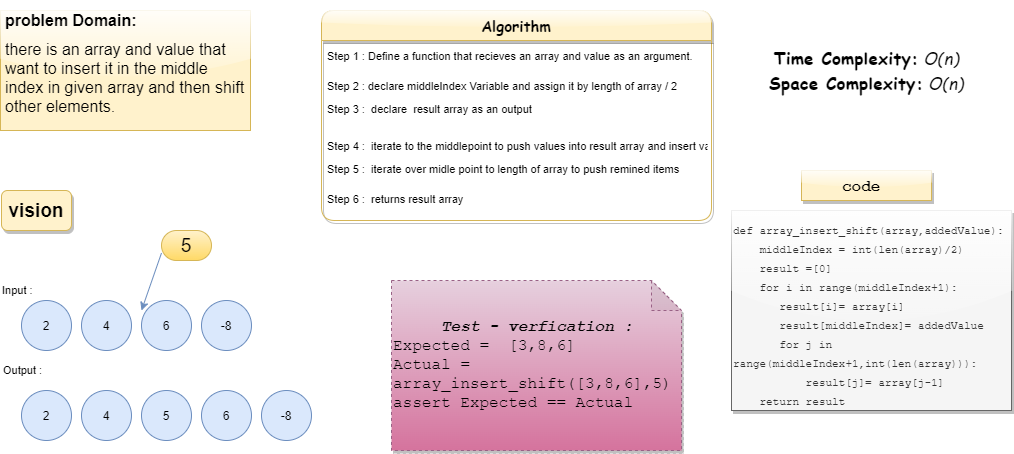 problem Domain:
there is an array and value that
want to insert it in the middle
index in given array and then shift
other elements.
Algorithm
Step 1 : Define a function that recieves an array and value as an argument.
Step 2 : declare middleIndex Variable and assign it by length of array / 2
Step 3 :  declare  result array as an output
Step 4 :  iterate to the middlepoint to push values into result array and insert
Step 5 :  iterate over midle point to length of array to push remined items
Step 6 :  returns result array
Time Complexity: O(n)
Space Complexity: O(n)
vision
5
Input :
2 4 6 -8
Output :
2 4 5 6 -8
Test - verfication :
Expected =  [3,8,6]
Actual =
array_insert_shift([3,8,6],5)
assert Expected == Actual
code
def array_insert_shift(array,addedValue):
middleIndex = int(len(array)/2)
result =[0]
for i in range(middleIndex+1):
result[i]= array[i]
result[middleIndex]= addedValue
for j in
range(middleIndex+1,int(len(array))):
result[j]= array[j-1]
return result